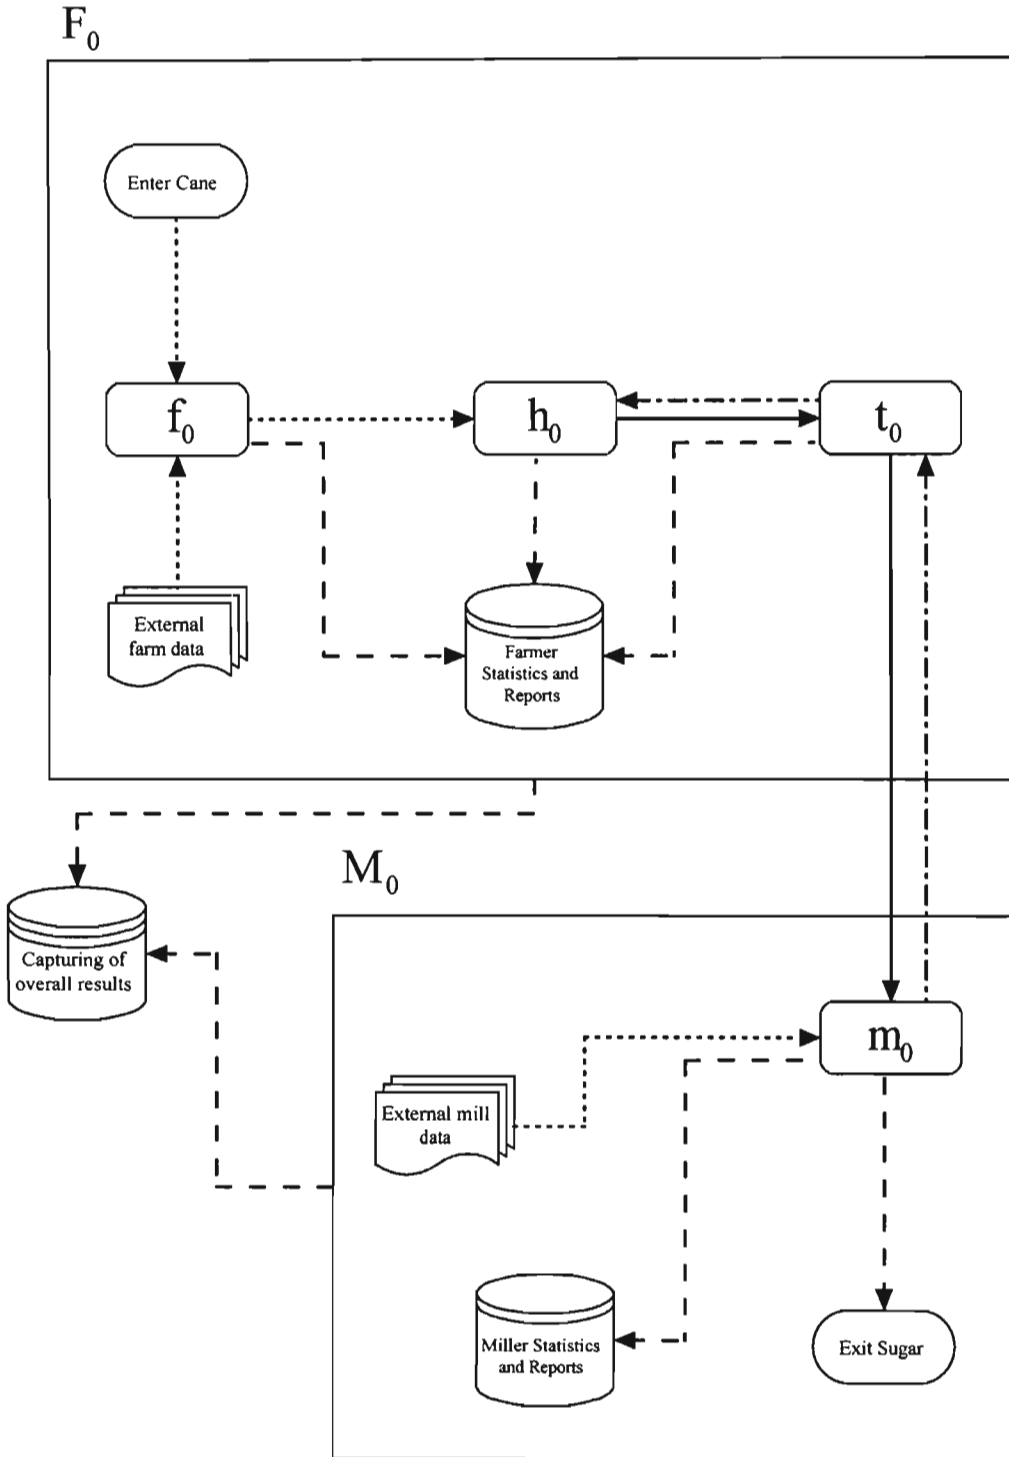 F₀
Enter Cane
f₀
h₀
t₀
External
farm data
Farmer
Statistics and
Reports
M₀
Capturing of
overall results
m₀
External mill
data
Miller Statistics
and Reports
Exit Sugar